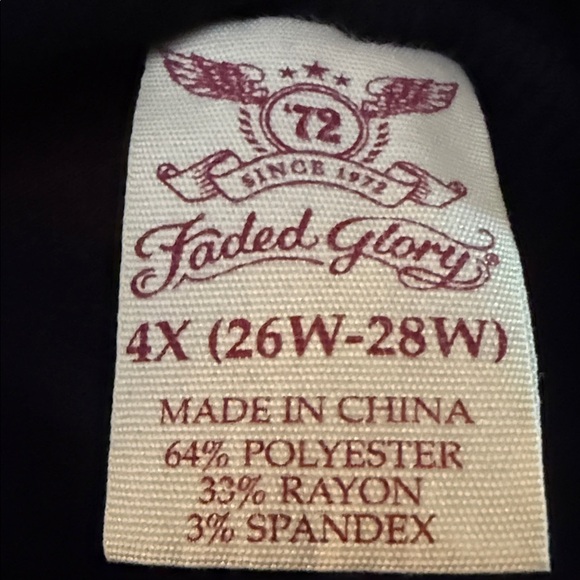 '72
SINCE 1972
Faded Glory®
4X (26W-28W)
MADE IN CHINA
64% POLYESTER
33% RAYON
3% SPANDEX